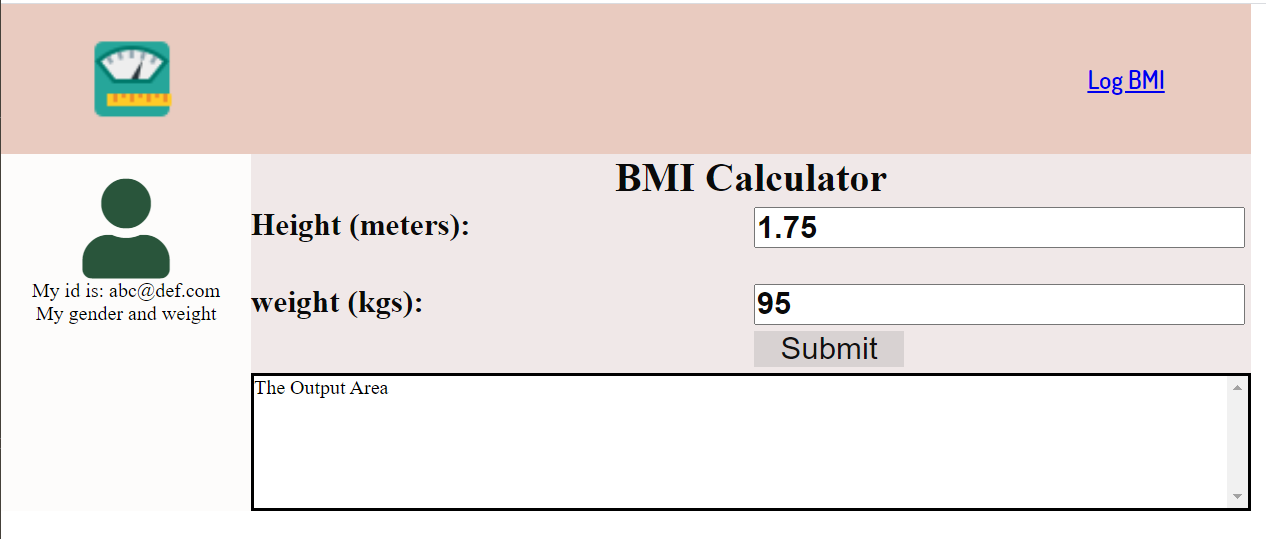 Log BMI
BMI Calculator
Height (meters): 1.75
weight (kgs): 95
Submit
My id is: abc@def.com
My gender and weight
The Output Area